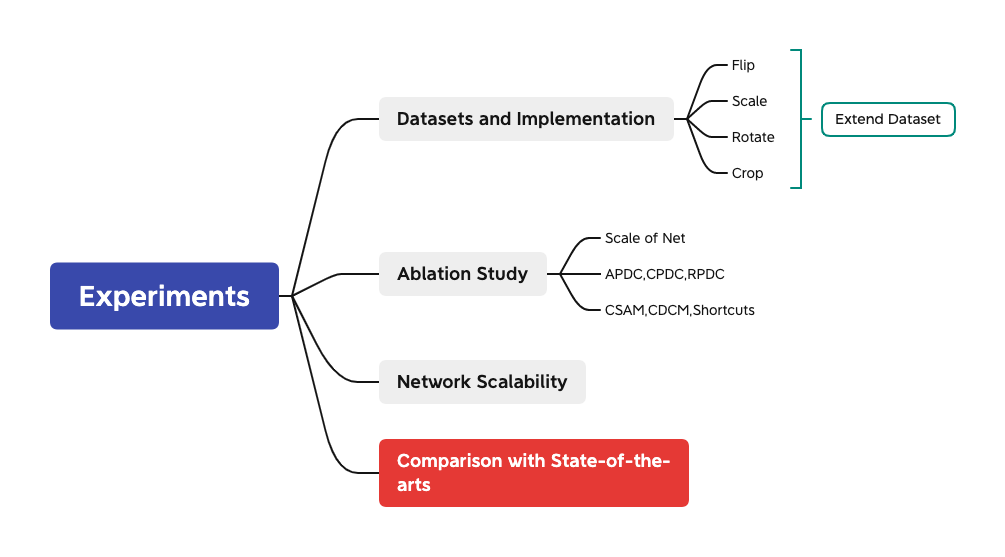 Experiments
Datasets and Implementation
Flip
Scale
Rotate
Crop
Extend Dataset
Ablation Study
Scale of Net
APDC,CPDC,RPDC
CSAM,CDCM,Shortcuts
Network Scalability
Comparison with State-of-the-
arts